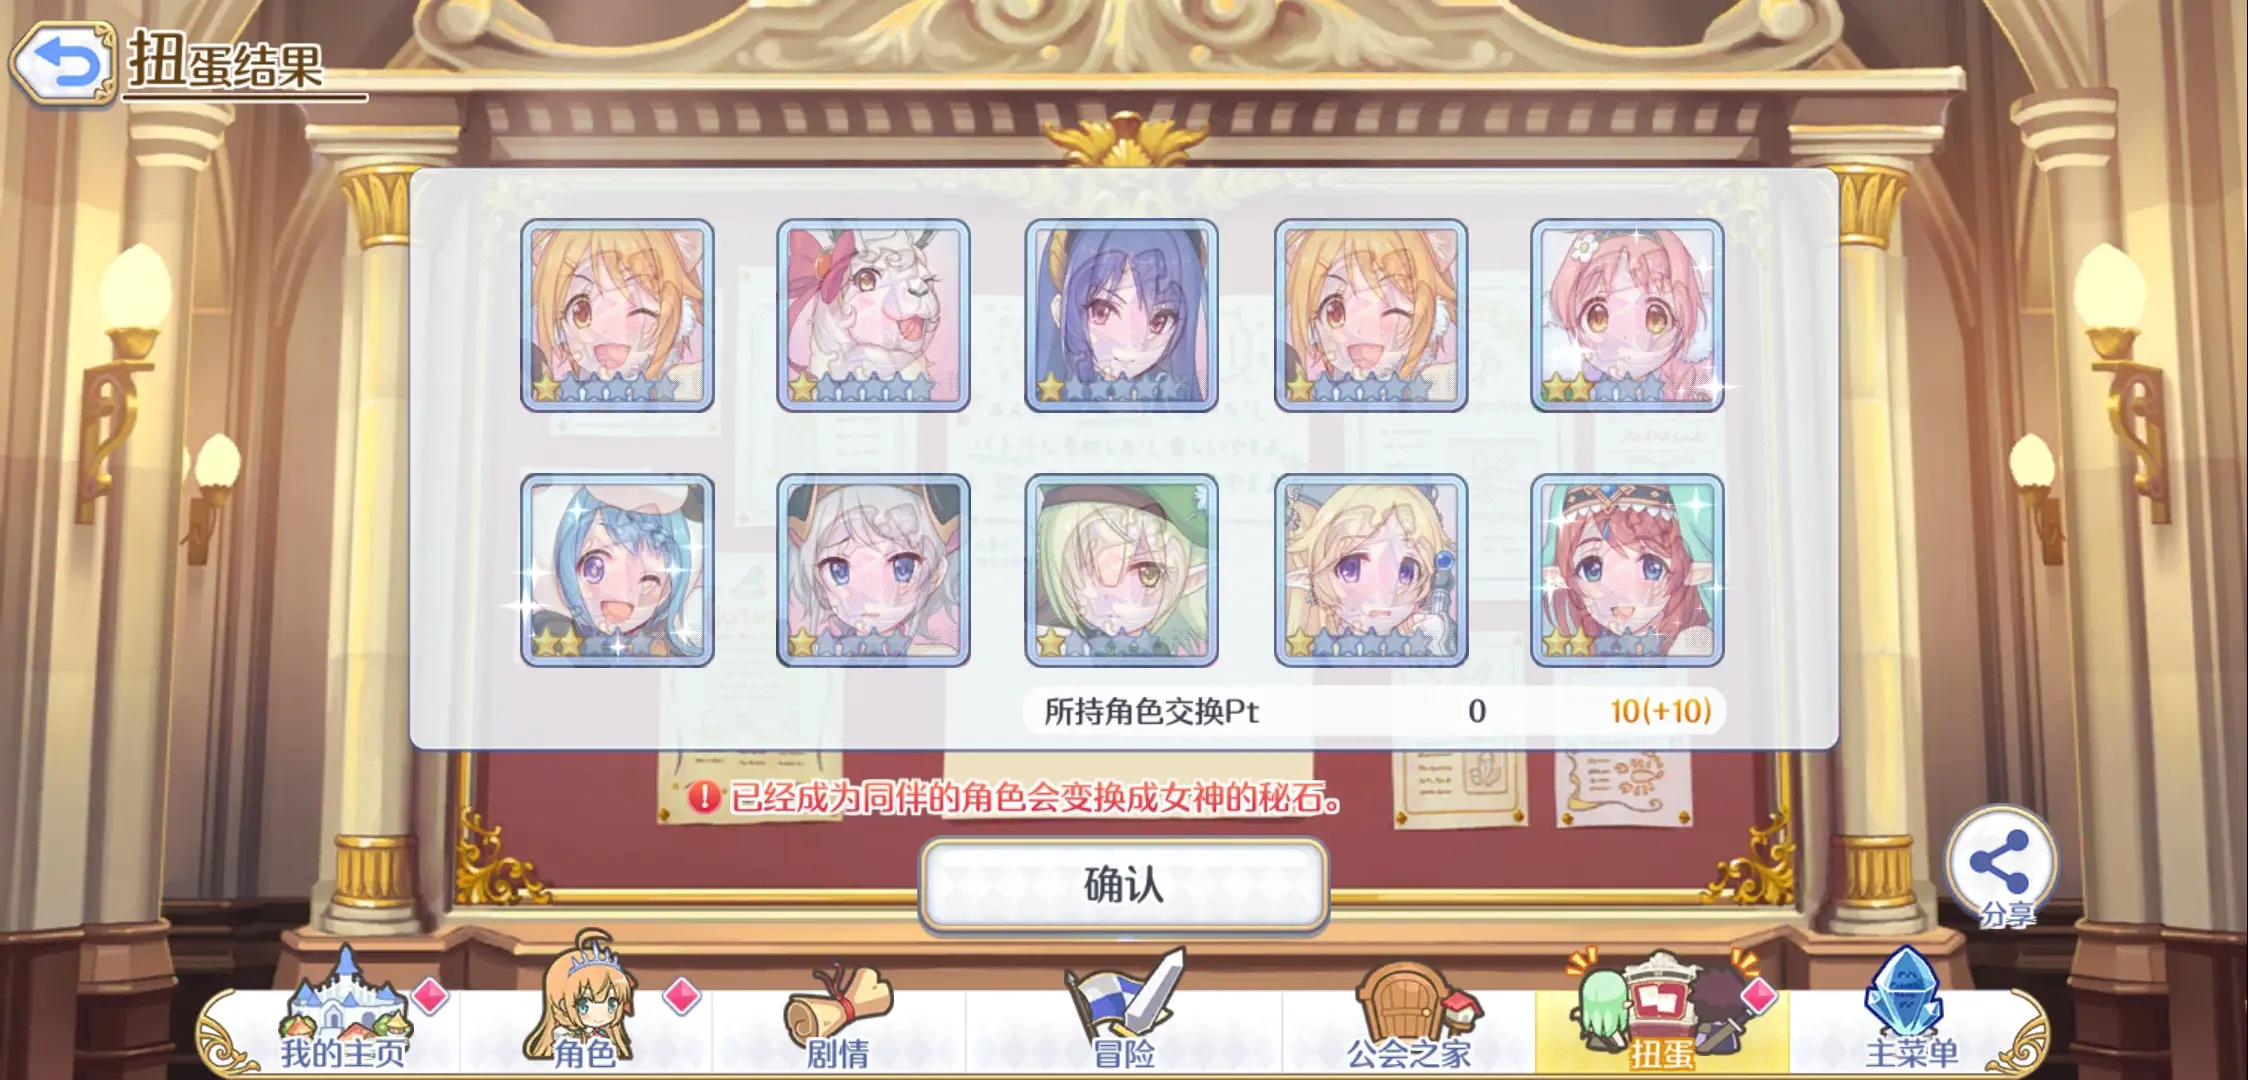 扭蛋结果
所持角色交换Pt 0 10(+10)
已经成为同伴的角色会变换成女神的秘石。
确认
分享
我的主页
角色
剧情
冒险
公会之家
扭蛋
主菜单